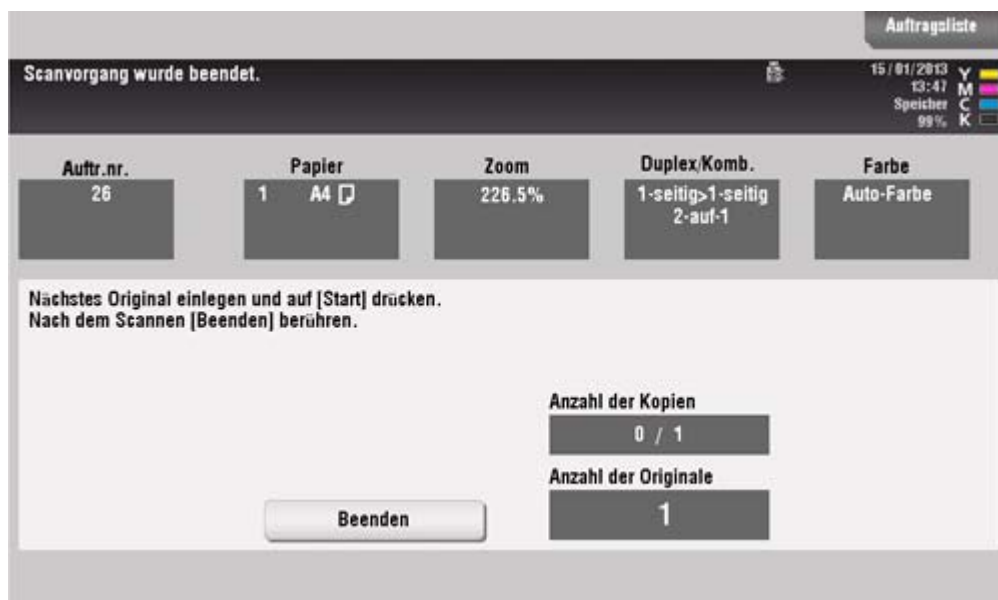 Auftragsliste
Scanvorgang wurde beendet.
15/01/2013
13:47
Speicher
99%
Y
M
C
K
Auftr.nr.
26
Papier
1 A4
Zoom
226.5%
Duplex/Komb.
1-seitig>1-seitig
2-auf-1
Farbe
Auto-Farbe
Nächstes Original einlegen und auf [Start] drücken.
Nach dem Scannen [Beenden] berühren.
Anzahl der Kopien
0 / 1
Anzahl der Originale
1
Beenden